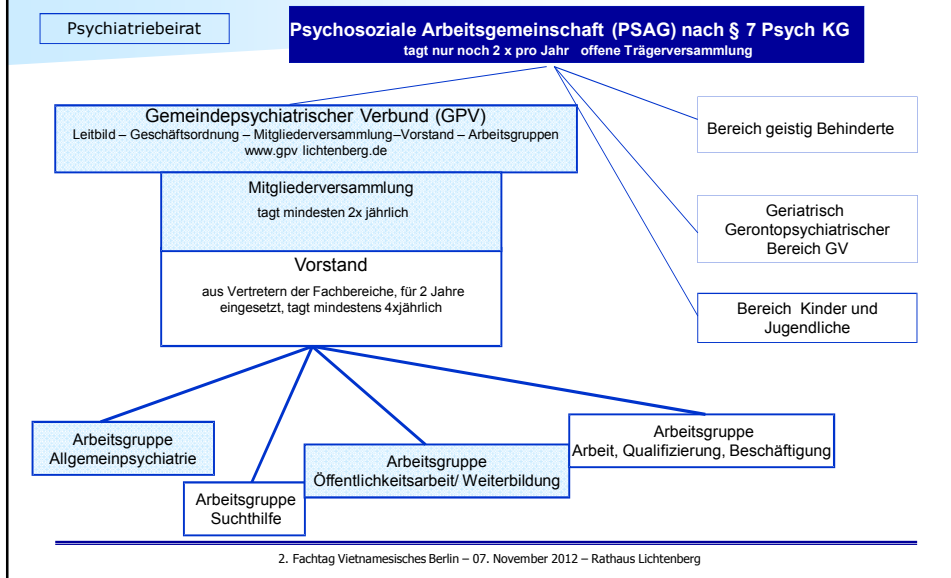 Psychiatriebeirat
Psychosoziale Arbeitsgemeinschaft (PSAG) nach § 7 Psych KG
tagt nur noch 2 x pro Jahr offene Trägerversammlung
Gemeindepsychiatrischer Verbund (GPV)
Leitbild – Geschäftsordnung – Mitgliederversammlung–Vorstand – Arbeitsgruppen
www.gpv lichtenberg.de
Mitgliederversammlung
tagt mindesten 2x jährlich
Vorstand
aus Vertretern der Fachbereiche, für 2 Jahre
eingesetzt, tagt mindestens 4xjährlich
Bereich geistig Behinderte
Geriatrisch
Gerontopsychiatrischer
Bereich GV
Bereich Kinder und
Jugendliche
Arbeitsgruppe
Allgemeinpsychiatrie
Arbeitsgruppe
Suchthilfe
Arbeitsgruppe
Öffentlichkeitsarbeit/ Weiterbildung
Arbeitsgruppe
Arbeit, Qualifizierung, Beschäftigung
2. Fachtag Vietnamesisches Berlin – 07. November 2012 – Rathaus Lichtenberg